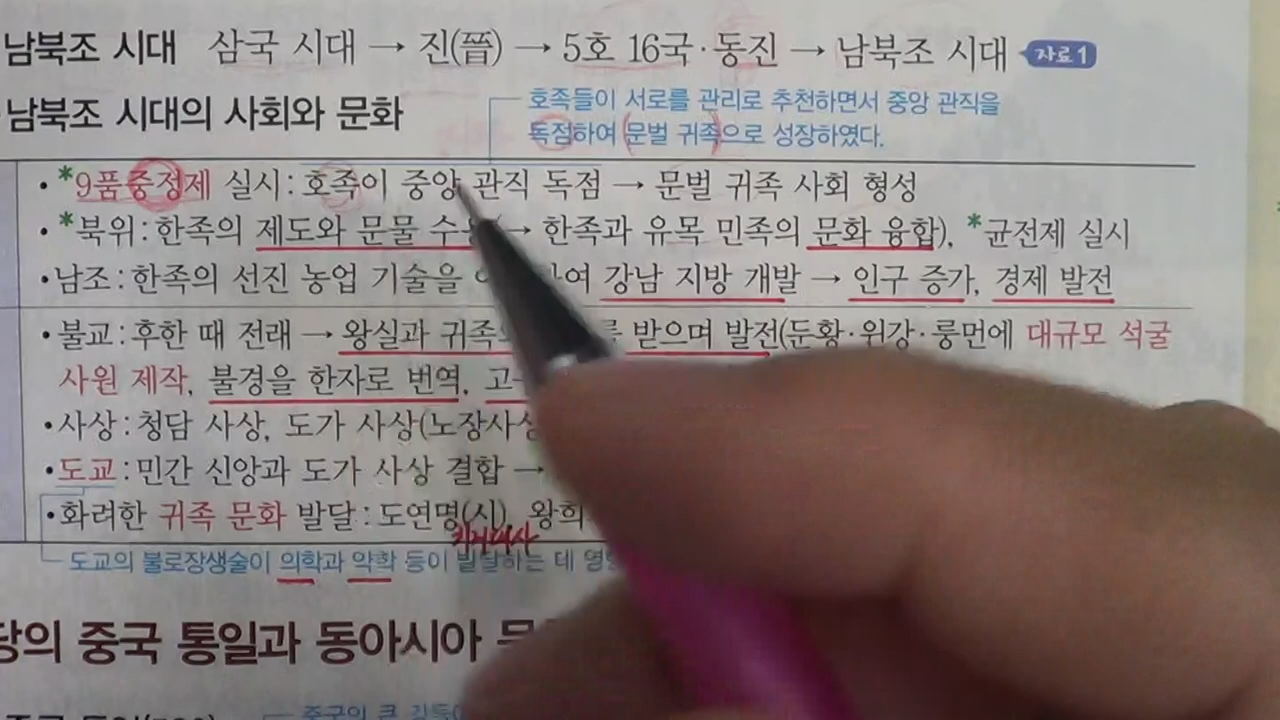 남북조 시대 삼국 시대 → 진(晉) → 5호 16국·동진 → 남북조 시대 자료1
남북조 시대의 사회와 문화
호족들이 서로를 관리로 추천하면서 중앙 관직을
독점하여 문벌 귀족으로 성장하였다.
• *9품중정제 실시: 호족이 중앙 관직 독점 → 문벌 귀족 사회 형성
• *북위: 한족의 제도와 문물 수용(→ 한족과 유목 민족의 문화 융합), *균전제 실시
• 남조: 한족의 선진 농업 기술을 여 강남 지방 개발 → 인구 증가, 경제 발전
• 불교: 후한 때 전래 → 왕실과 귀족 를 받으며 발전(둔황·윈강·룽먼에 대규모 석굴
사원 제작, 불경을 한자로 번역, 고
• 사상: 청담 사상, 도가 사상(노장사상
• 도교: 민간 신앙과 도가 사상 결합 →
• 화려한 귀족 문화 발달: 도연명(시), 왕희
도교의 불로장생술이 의학과 약학 등이 발달하는 데 영향
당의 중국 통일과 동아시아 문
중국의 큰 강들